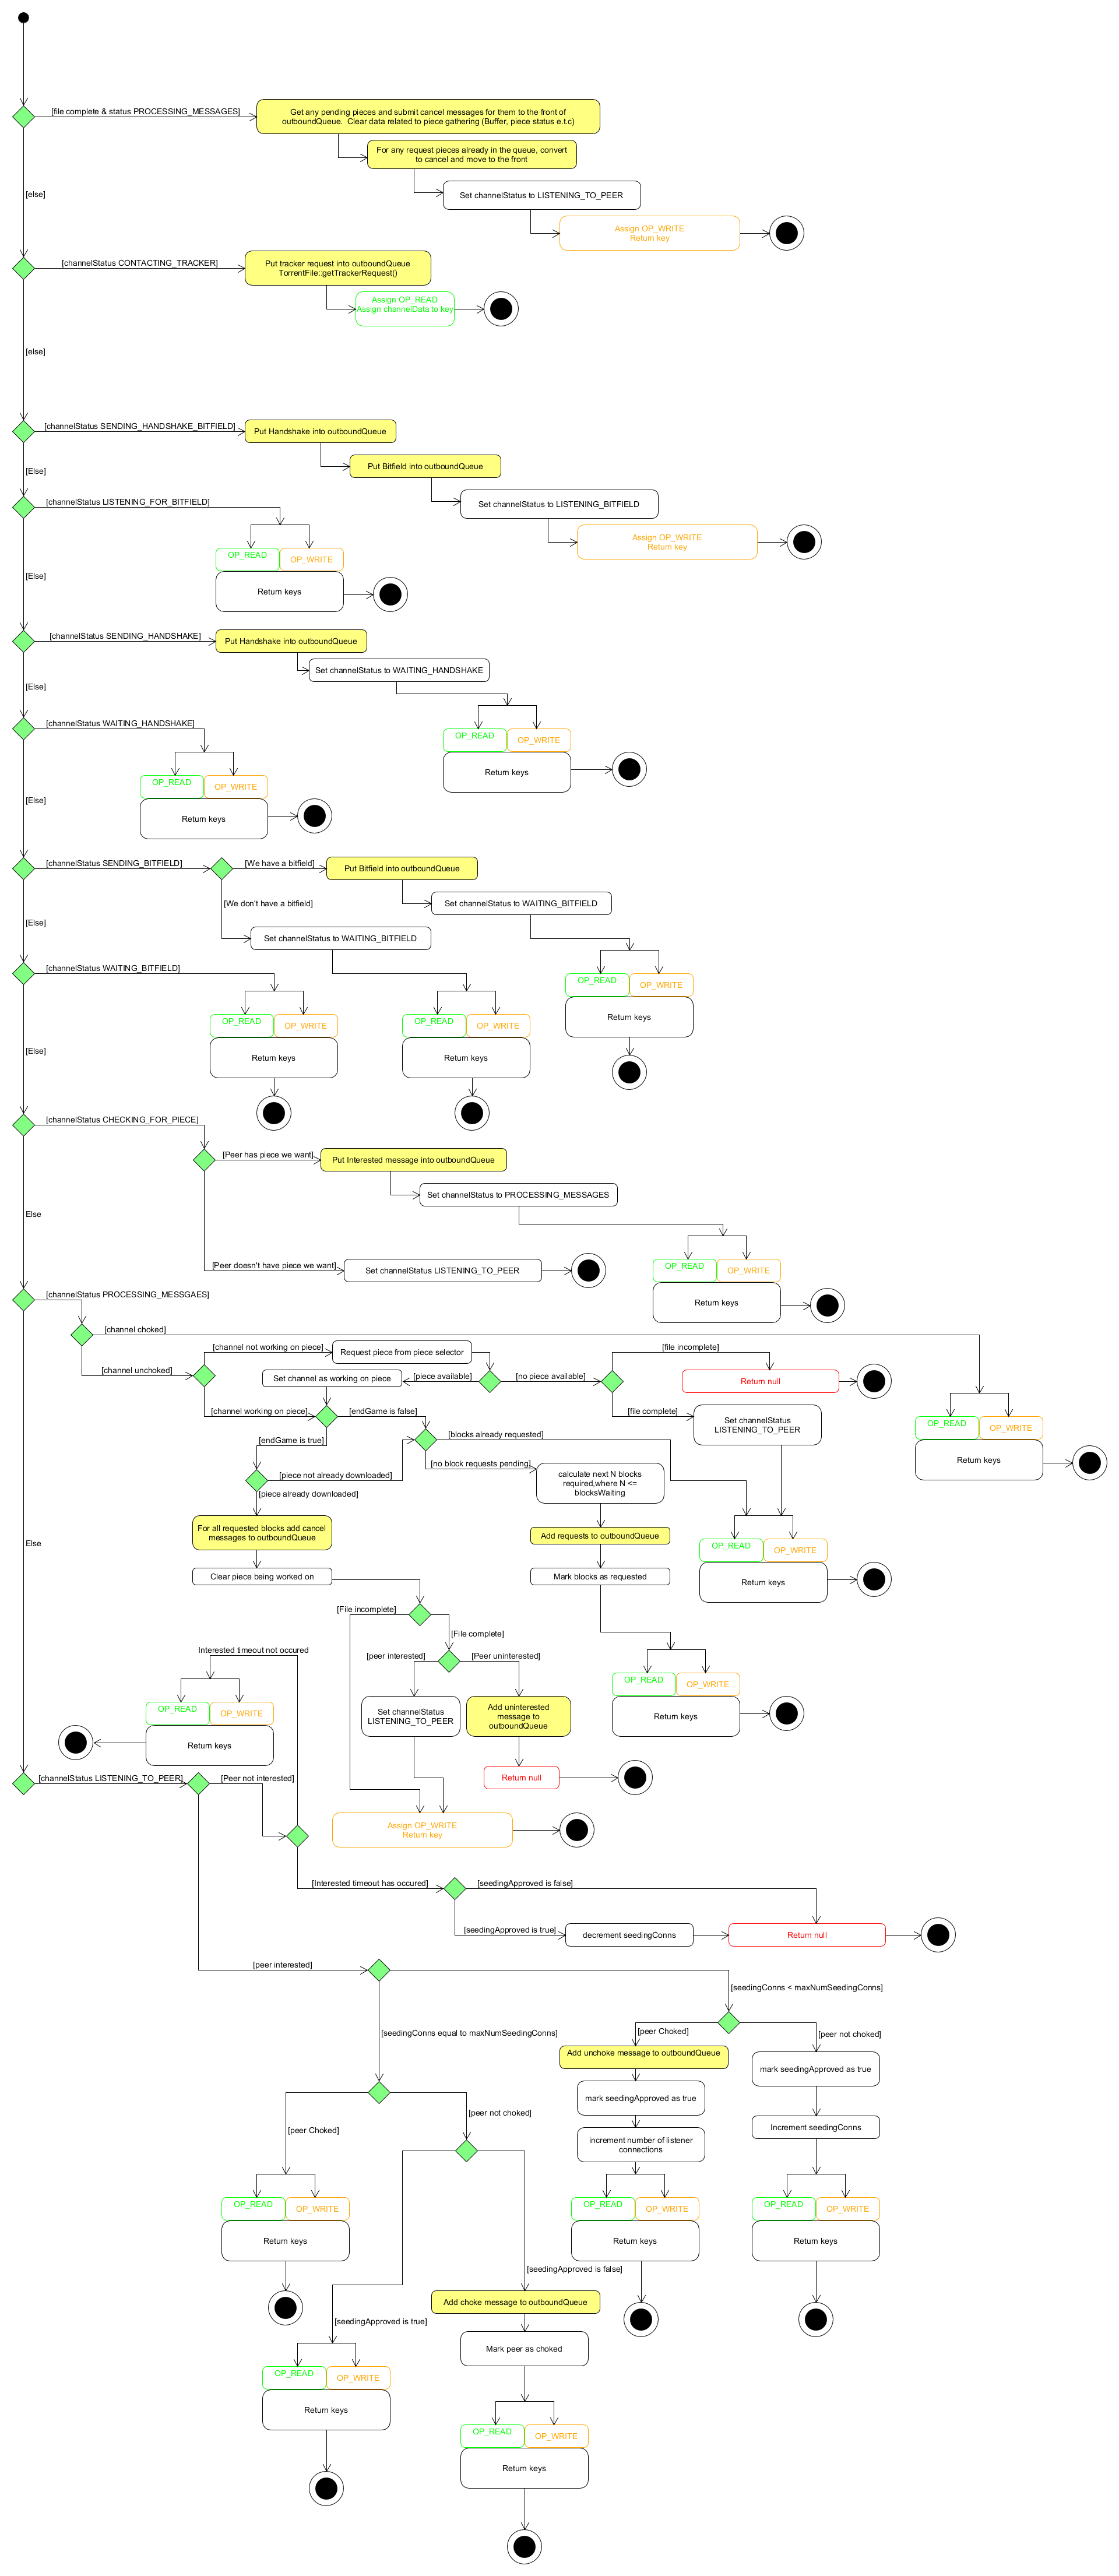 [file complete & status PROCESSING_MESSAGES]
Get any pending pieces and submit cancel messages for them to the front of
outboundQueue.  Clear data related to piece gathering (Buffer, piece status e.t.c)
For any request pieces already in the queue, convert
to cancel and move to the front
[else]
Set channelStatus to LISTENING_TO_PEER
Assign OP_WRITE
Return key
[channelStatus CONTACTING_TRACKER]
Put tracker request into outboundQueue
TorrentFile::getTrackerRequest()
Assign OP_READ
Assign channelData to key
[else]
[channelStatus SENDING_HANDSHAKE_BITFIELD]
Put Handshake into outboundQueue
[Else]
Put Bitfield into outboundQueue
[channelStatus LISTENING_FOR_BITFIELD]
Set channelStatus to LISTENING_BITFIELD
Assign OP_WRITE
Return key
OP_READ
OP_WRITE
[Else]
Return keys
[channelStatus SENDING_HANDSHAKE]
Put Handshake into outboundQueue
Set channelStatus to WAITING_HANDSHAKE
[Else]
[channelStatus WAITING_HANDSHAKE]
OP_READ
OP_WRITE
Return keys
OP_READ
OP_WRITE
[Else]
Return keys
[channelStatus SENDING_BITFIELD]
[We have a bitfield]
Put Bitfield into outboundQueue
[We don't have a bitfield]
Set channelStatus to WAITING_BITFIELD
[Else]
Set channelStatus to WAITING_BITFIELD
[channelStatus WAITING_BITFIELD]
OP_READ
OP_WRITE
Return keys
OP_READ
OP_WRITE
OP_READ
OP_WRITE
[Else]
Return keys
Return keys
[channelStatus CHECKING_FOR_PIECE]
[Peer has piece we want]
Put Interested message into outboundQueue
Set channelStatus to PROCESSING_MESSAGES
Else
[Peer doesn't have piece we want]
Set channelStatus LISTENING_TO_PEER
OP_READ
OP_WRITE
Return keys
[channelStatus PROCESSING_MESSGAES]
[channel choked]
[channel not working on piece]
Request piece from piece selector
[file incomplete]
[channel unchoked]
Set channel as working on piece
[piece available]
[no piece available]
Return null
[channel working on piece]
[endGame is false]
[file complete]
Set channelStatus
LISTENING_TO_PEER
OP_READ
OP_WRITE
Return keys
[endGame is true]
[blocks already requested]
[no block requests pending]
[piece not already downloaded]
calculate next N blocks
required,where N <=
blocksWaiting
[piece already downloaded]
For all requested blocks add cancel
messages to outboundQueue
Add requests to outboundQueue
Else
OP_READ
OP_WRITE
Return keys
Clear piece being worked on
Mark blocks as requested
[File incomplete]
[File complete]
Interested timeout not occured
[peer interested]
[Peer uninterested]
OP_READ
OP_WRITE
Return keys
OP_READ
OP_WRITE
Return keys
Set channelStatus
LISTENING_TO_PEER
Add uninterested
message to
outboundQueue
Return null
[channelStatus LISTENING_TO_PEER]
[Peer not interested]
Assign OP_WRITE
Return key
[Interested timeout has occured]
[seedingApproved is false]
[seedingApproved is true]
decrement seedingConns
Return null
[peer interested]
[seedingConns < maxNumSeedingConns]
[seedingConns equal to maxNumSeedingConns]
[peer Choked]
[peer not choked]
Add unchoke message to outboundQueue
mark seedingApproved as true
mark seedingApproved as true
[peer Choked]
[peer not choked]
increment number of listener
connections
Increment seedingConns
OP_READ
OP_WRITE
Return keys
OP_READ
OP_WRITE
Return keys
OP_READ
OP_WRITE
Return keys
[seedingApproved is false]
Add choke message to outboundQueue
[seedingApproved is true]
Mark peer as choked
OP_READ
OP_WRITE
Return keys
OP_READ
OP_WRITE
Return keys